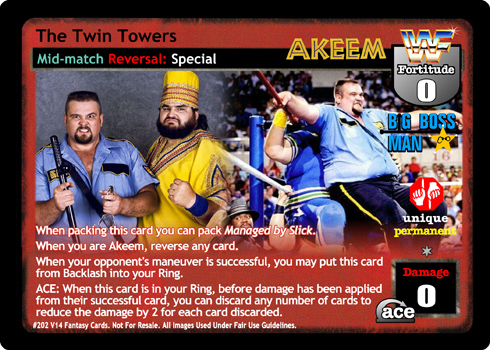 The Twin Towers
AKEEM
Mid-match Reversal: Special
WF
Fortitude
0
BIG BOSS
MAN
unique
permanent
When packing this card you can pack Managed by Slick.
When you are Akeem, reverse any card.
When your opponent's maneuver is successful, you may put this card
from Backlash into your Ring.
ACE: When this card is in your Ring, before damage has been applied
from their successful card, you can discard any number of cards to
reduce the damage by 2 for each card discarded.
*
Damage
0
ace
#202 V14 Fantasy Cards. Not For Resale. All Images Used Under Fair Use Guidelines.